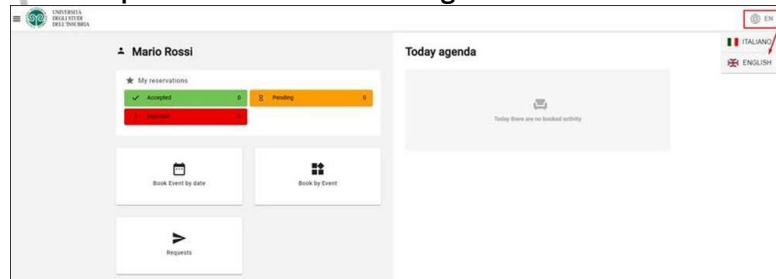 UNIVERSITÀ
DEGLI STUDI
DELL'INSUBRIA
EN
ITALIANO
ENGLISH
Mario Rossi
My reservations
Accepted 0
Pending 0
Today agenda
Today there are no booked activity
Book Event by date
Book by Event
Requests